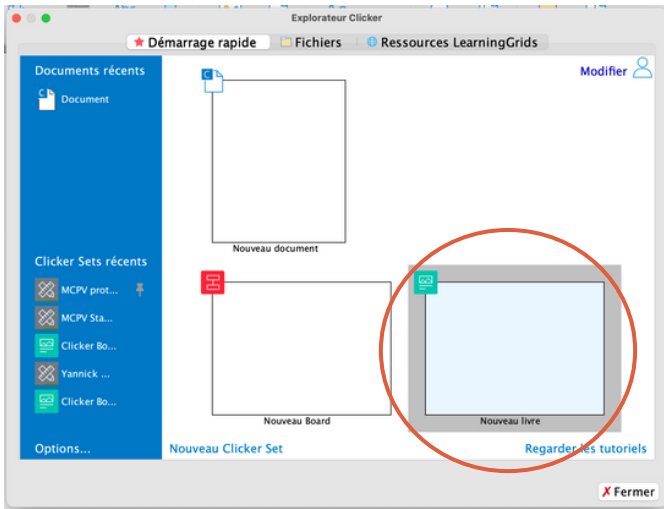 Explorateur Clicker
Démarrage rapide Fichiers Ressources LearningGrids
Documents récents
Document
Modifier
Nouveau document
Clicker Sets récents
MCPV prot...
MCPV Sta...
Clicker Bo...
Yannick ...
Clicker Bo...
Nouveau Board
Nouveau livre
Options...
Nouveau Clicker Set
Regarder les tutoriels
Fermer